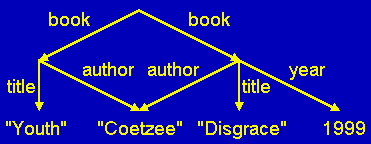 book book
title author author title year
"Youth" "Coetzee" "Disgrace" 1999